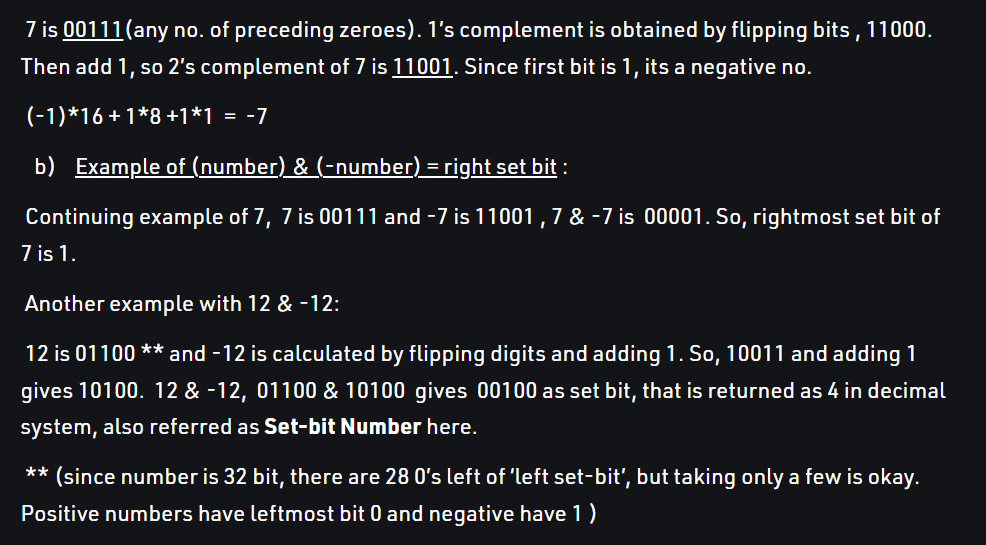 7 is 00111(any no. of preceding zeroes). 1's complement is obtained by flipping bits , 11000.
Then add 1, so 2's complement of 7 is 11001. Since first bit is 1, its a negative no.
(-1)*16 + 1*8 +1*1 = -7
b) Example of (number) & (-number) = right set bit :
Continuing example of 7, 7 is 00111 and -7 is 11001 , 7 & -7 is 00001. So, rightmost set bit of
7 is 1.
Another example with 12 & -12:
12 is 01100 ** and -12 is calculated by flipping digits and adding 1. So, 10011 and adding 1
gives 10100. 12 & -12, 01100 & 10100 gives 00100 as set bit, that is returned as 4 in decimal
system, also referred as Set-bit Number here.
** (since number is 32 bit, there are 28 0's left of 'left set-bit', but taking only a few is okay.
Positive numbers have leftmost bit 0 and negative have 1 )